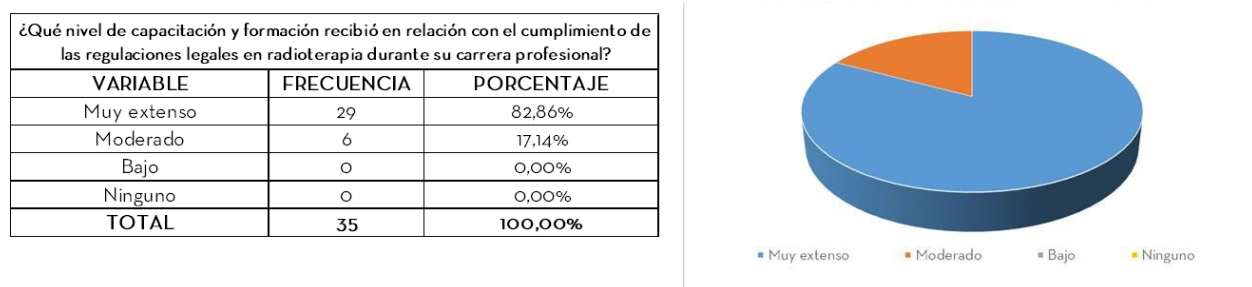 ¿Qué nivel de capacitación y formación recibió en relación con el cumplimiento de
las regulaciones legales en radioterapia durante su carrera profesional?
VARIABLE FRECUENCIA PORCENTAJE
Muy extenso 29 82,86%
Moderado 6 17,14%
Bajo 0 0,00%
Ninguno 0 0,00%
TOTAL 35 100,00%
Muy extenso Moderado Bajo Ninguno